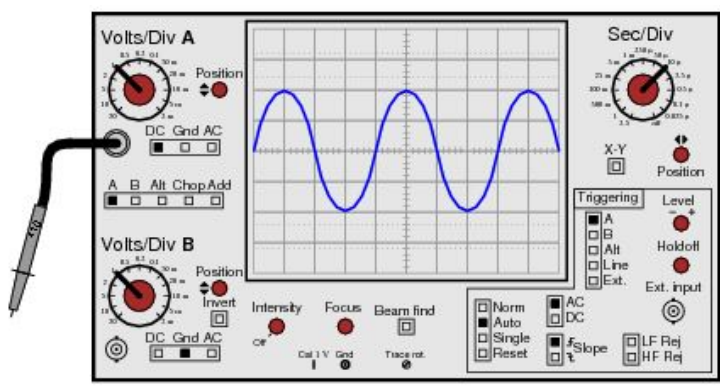 Volts/Div A
Position
DC Gnd AC
A B Alt Chop Add
X10
Volts/Div B
Position
Invert
DC Gnd AC
Intensity
Off
Focus
Beam find
Cal 1 V Gnd
Trace rot.
Sec/Div
X-Y
Position
Triggering
A
B
Alt
Line
Ext.
Level
- +
Holdoff
Ext. input
Norm
Auto
Single
Reset
AC
DC
Slope
LF Rej
HF Rej